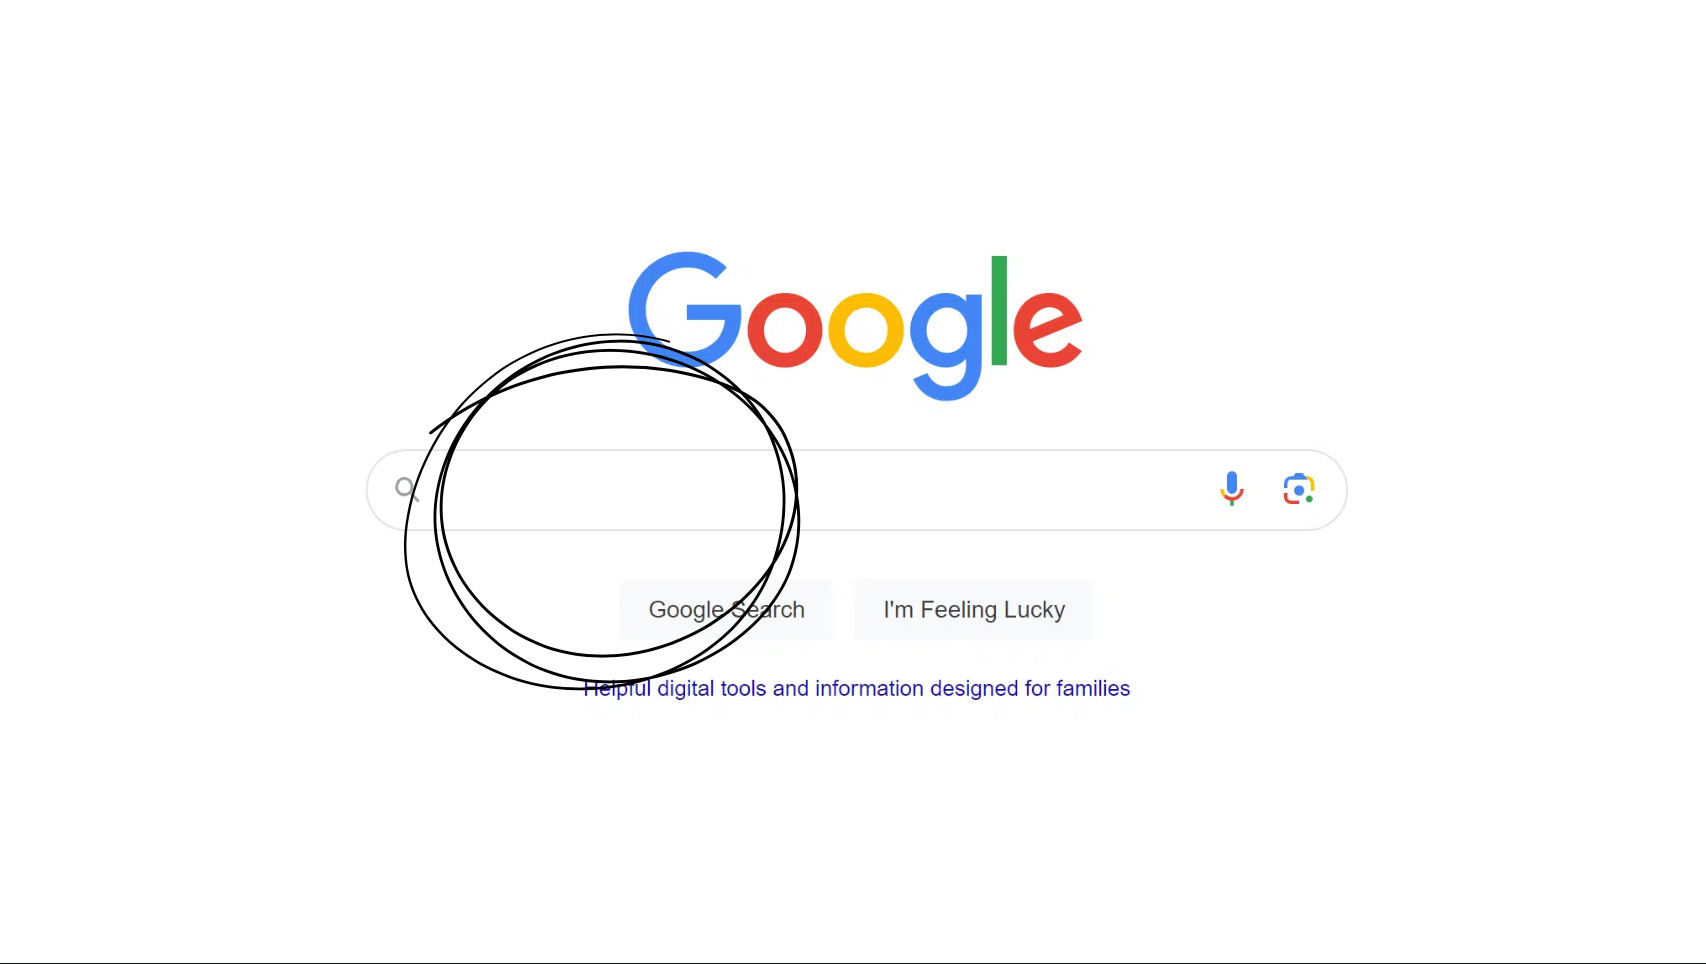 Google
Google Search
I'm Feeling Lucky
Helpful digital tools and information designed for families